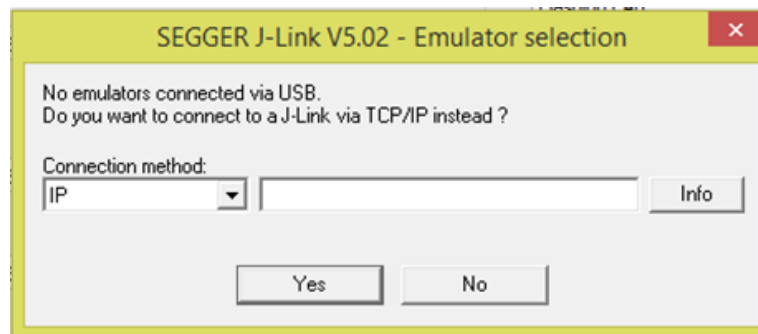 SEGGER J-Link V5.02 - Emulator selection
No emulators connected via USB.
Do you want to connect to a J-Link via TCP/IP instead ?
Connection method:
IP
Info
Yes
No